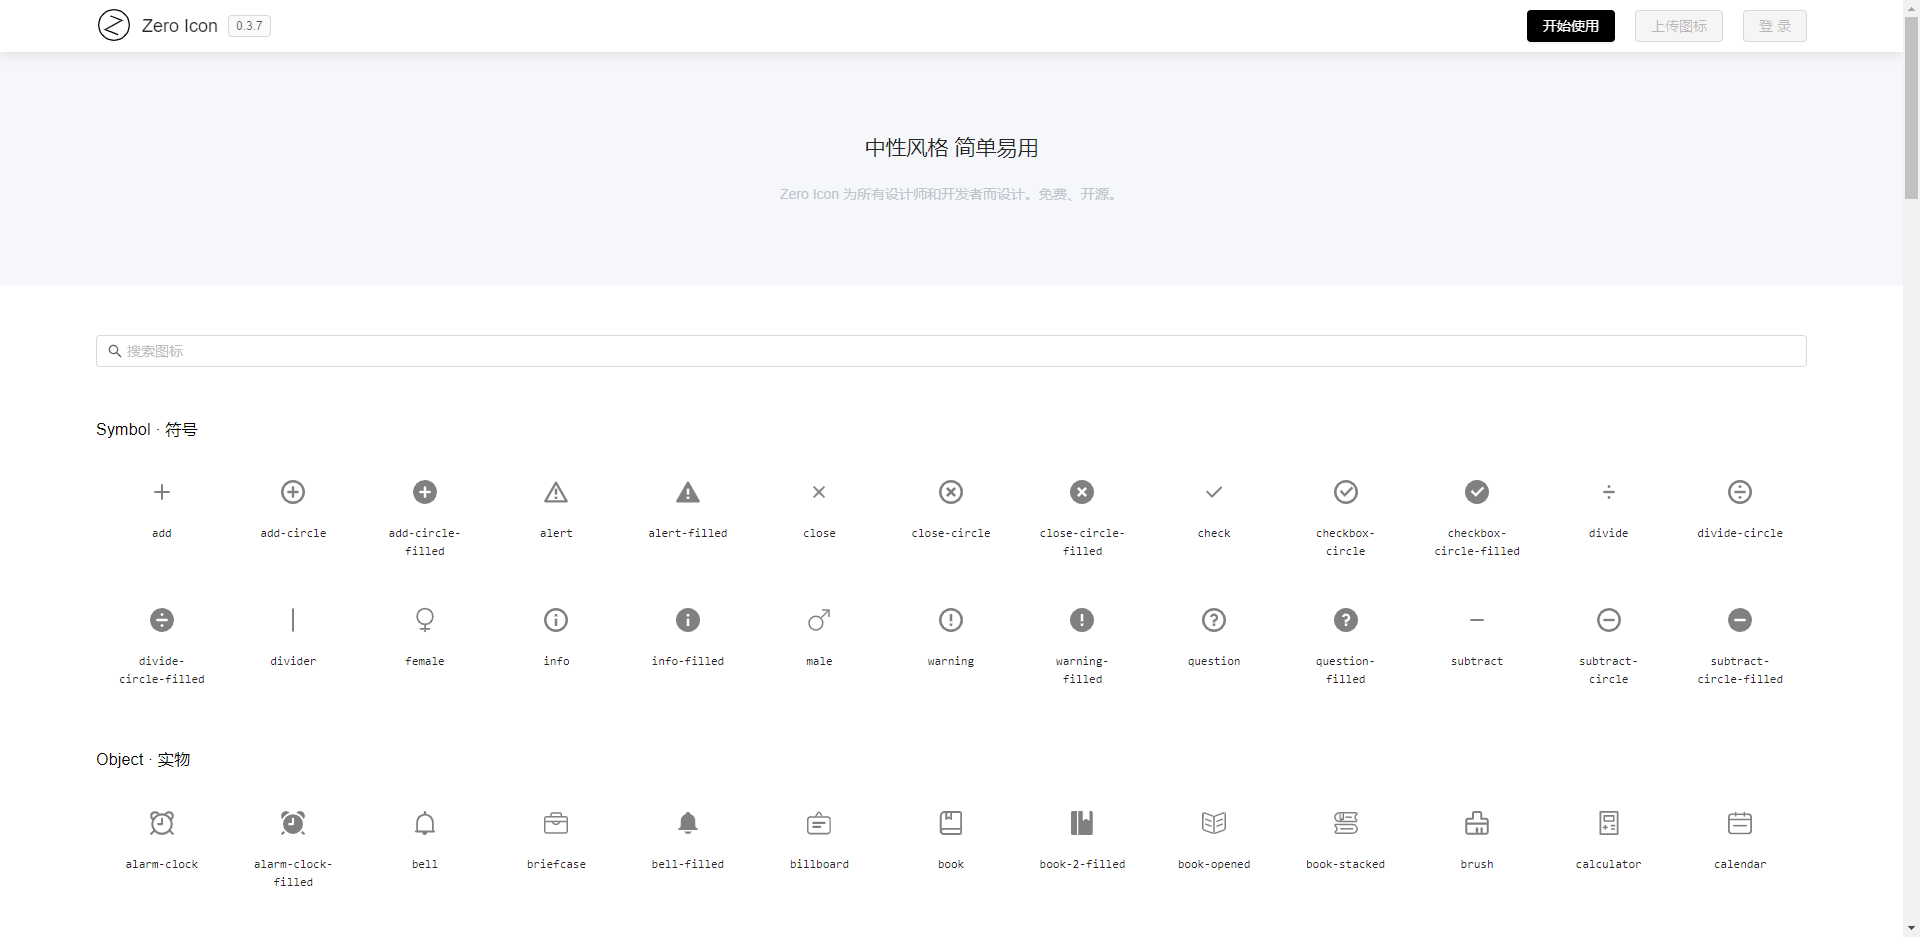 Zero Icon 0.3.7 开始使用 上传图标 登 录
中性风格 简单易用
Zero Icon 为所有设计师和开发者而设计。免费、开源。
搜索图标
Symbol · 符号
add add-circle add-circle- alert alert-filled close close-circle close-circle- check checkbox- checkbox- divide divide-circle
filled filled circle circle-filled
divide- divider female info info-filled male warning warning- question question- subtract subtract- subtract-
circle-filled filled filled circle circle-filled
Object · 实物
alarm-clock alarm-clock- bell briefcase bell-filled billboard book book-2-filled book-opened book-stacked brush calculator calendar
filled